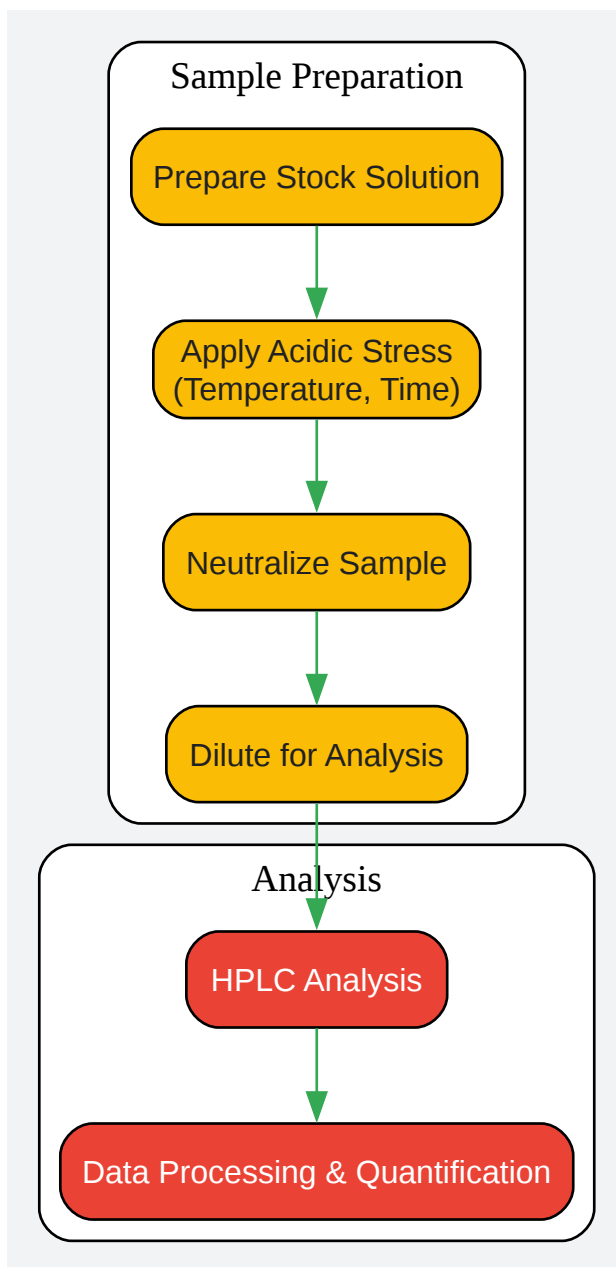 Sample Preparation
Prepare Stock Solution
Apply Acidic Stress
(Temperature, Time)
Neutralize Sample
Dilute for Analysis
Analysis
HPLC Analysis
Data Processing & Quantification